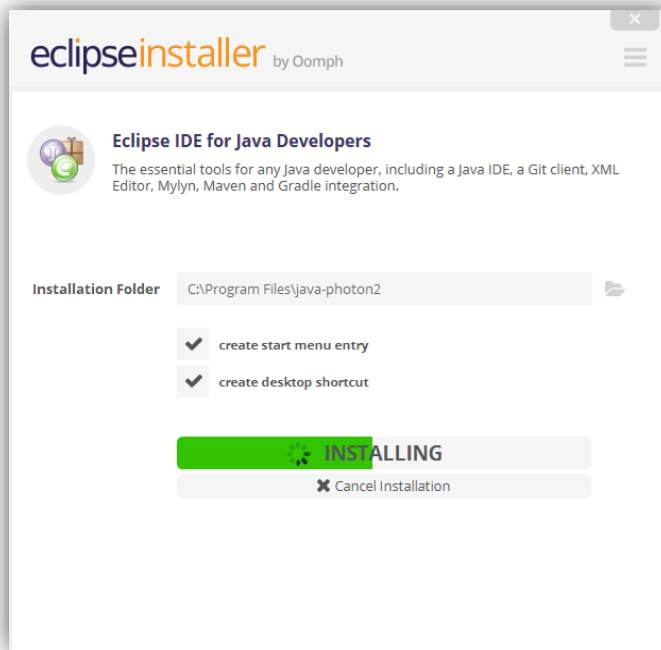 eclipseinstaller by Oomph
Eclipse IDE for Java Developers
The essential tools for any Java developer, including a Java IDE, a Git client, XML
Editor, Mylyn, Maven and Gradle integration.
Installation Folder C:\Program Files\java-photon2
create start menu entry
create desktop shortcut
INSTALLING
Cancel Installation